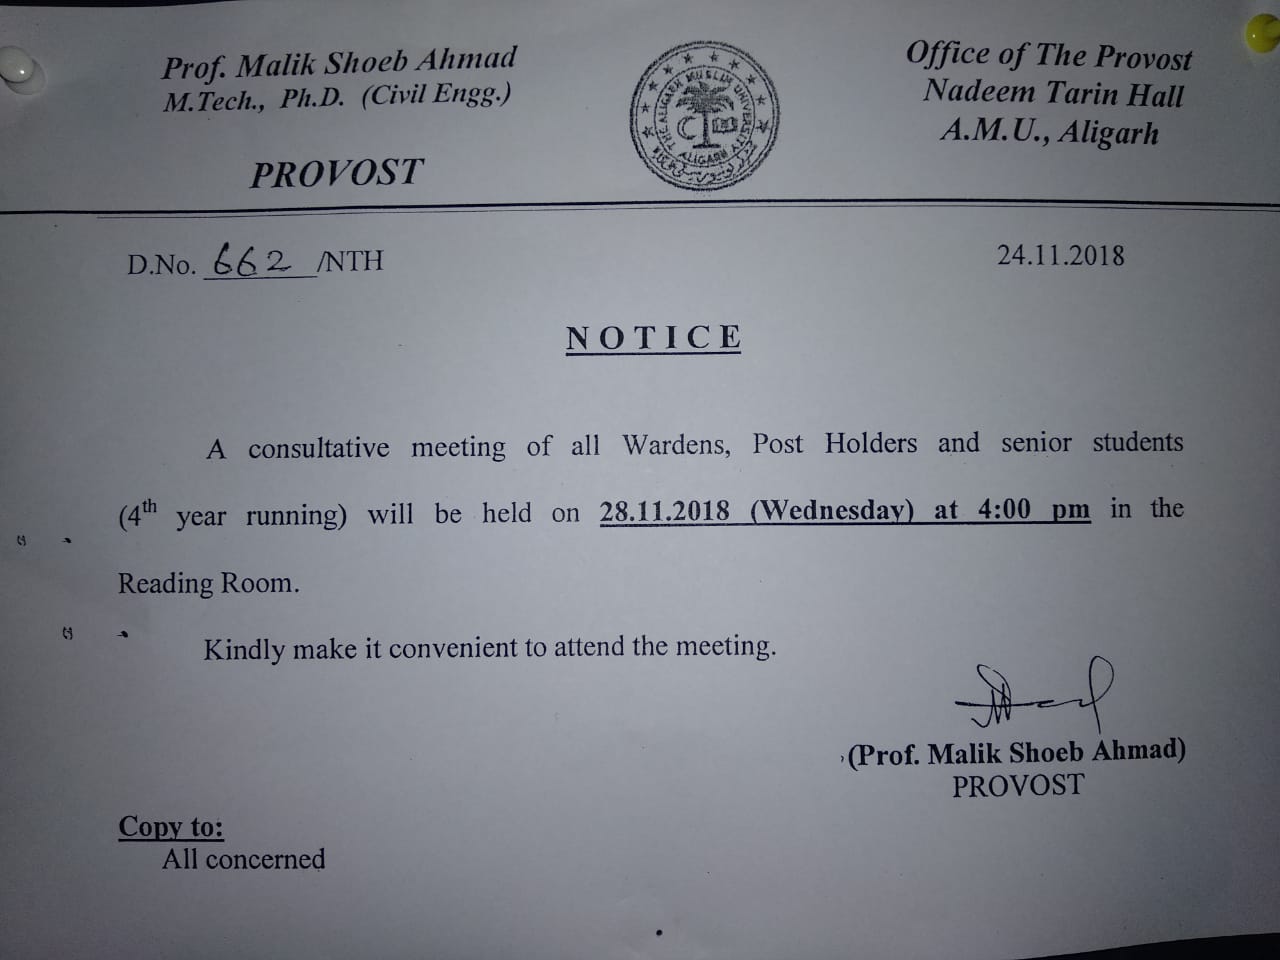 Prof. Malik Shoeb Ahmad
M.Tech., Ph.D. (Civil Engg.)
PROVOST
THE ALIGARH MUSLIM UNIVERSITY
ALIGARH
Office of The Provost
Nadeem Tarin Hall
A.M.U., Aligarh
D.No. 662 /NTH
24.11.2018
NOTICE
A consultative meeting of all Wardens, Post Holders and senior students
(4th year running) will be held on 28.11.2018 (Wednesday) at 4:00 pm in the
Reading Room.
Kindly make it convenient to attend the meeting.
(Prof. Malik Shoeb Ahmad)
PROVOST
Copy to:
All concerned